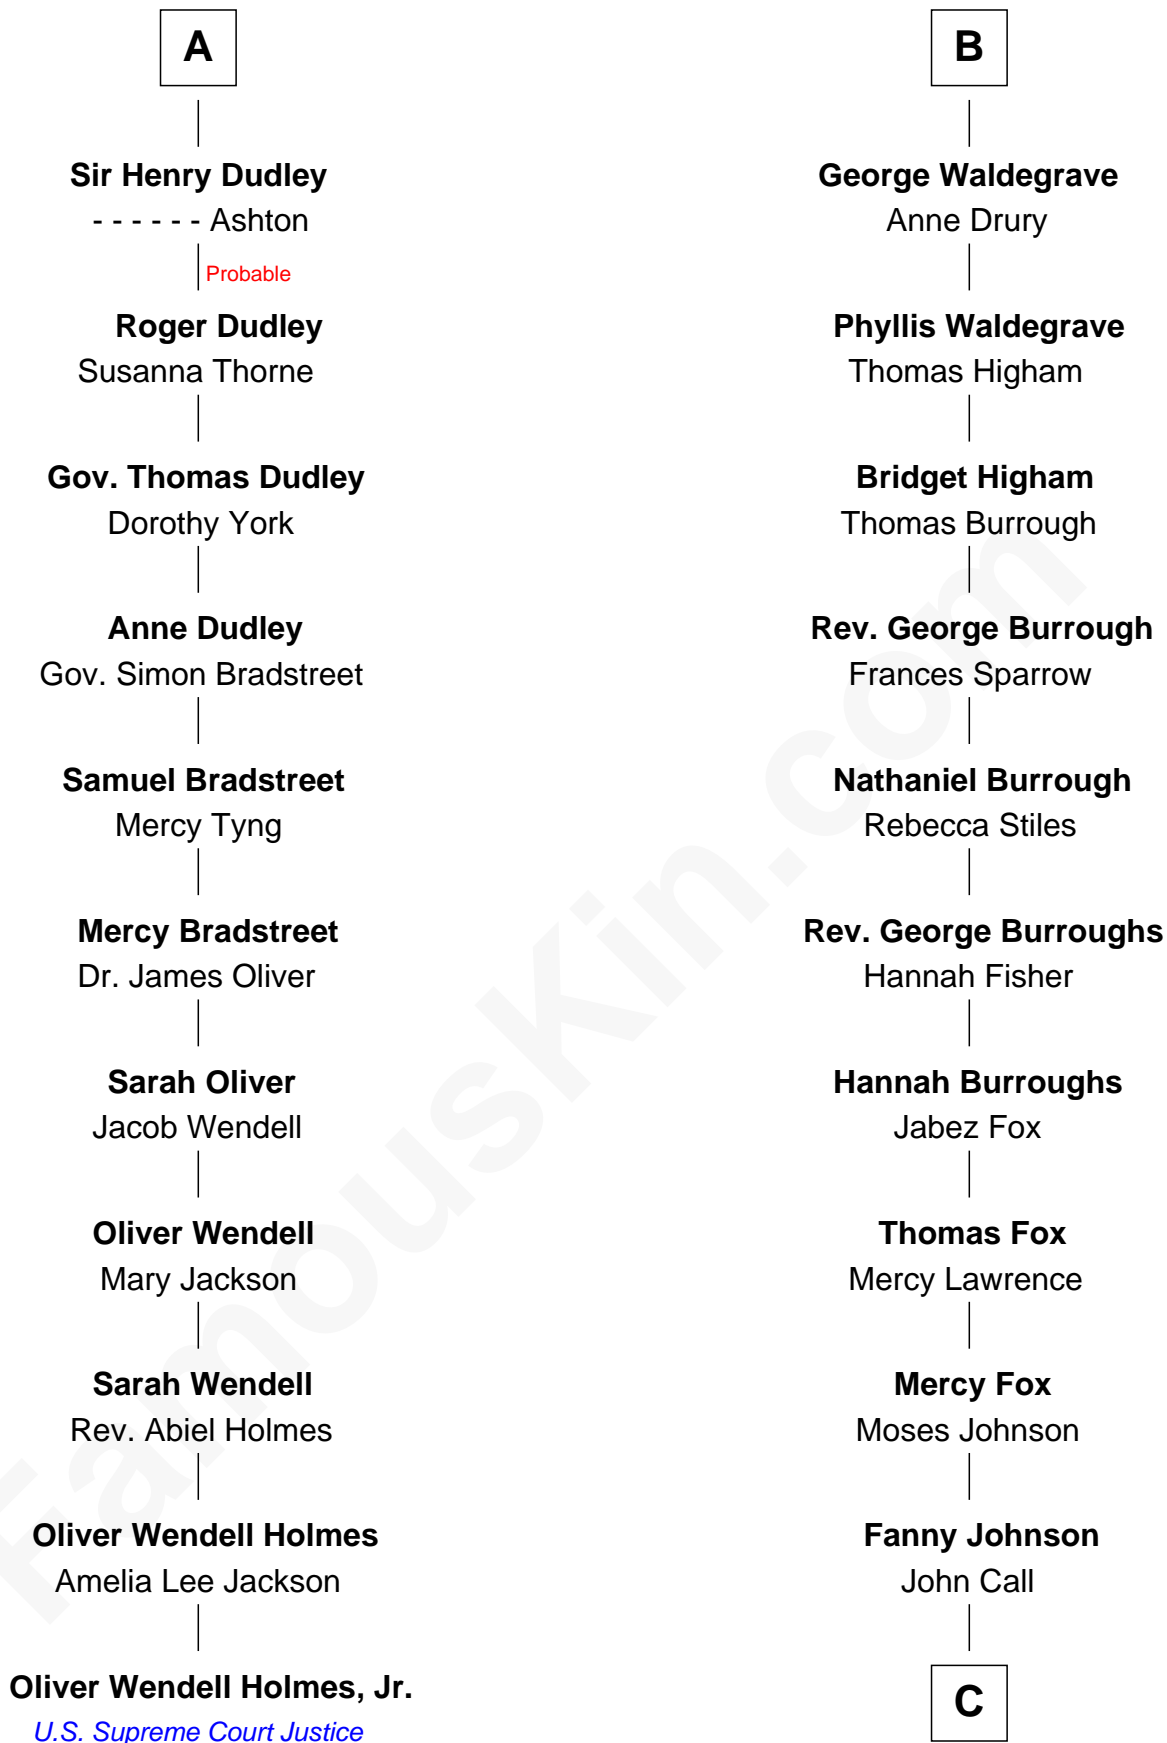 A
Sir Henry Dudley
- - - - - - Ashton
Probable
Roger Dudley
Susanna Thorne
Gov. Thomas Dudley
Dorothy York
Anne Dudley
Gov. Simon Bradstreet
Samuel Bradstreet
Mercy Tyng
Mercy Bradstreet
Dr. James Oliver
Sarah Oliver
Jacob Wendell
Oliver Wendell
Mary Jackson
Sarah Wendell
Rev. Abiel Holmes
Oliver Wendell Holmes
Amelia Lee Jackson
Oliver Wendell Holmes, Jr.
U.S. Supreme Court Justice
B
George Waldegrave
Anne Drury
Phyllis Waldegrave
Thomas Higham
Bridget Higham
Thomas Burrough
Rev. George Burrough
Frances Sparrow
Nathaniel Burrough
Rebecca Stiles
Rev. George Burroughs
Hannah Fisher
Hannah Burroughs
Jabez Fox
Thomas Fox
Mercy Lawrence
Mercy Fox
Moses Johnson
Fanny Johnson
John Call
C
FamousKin.com